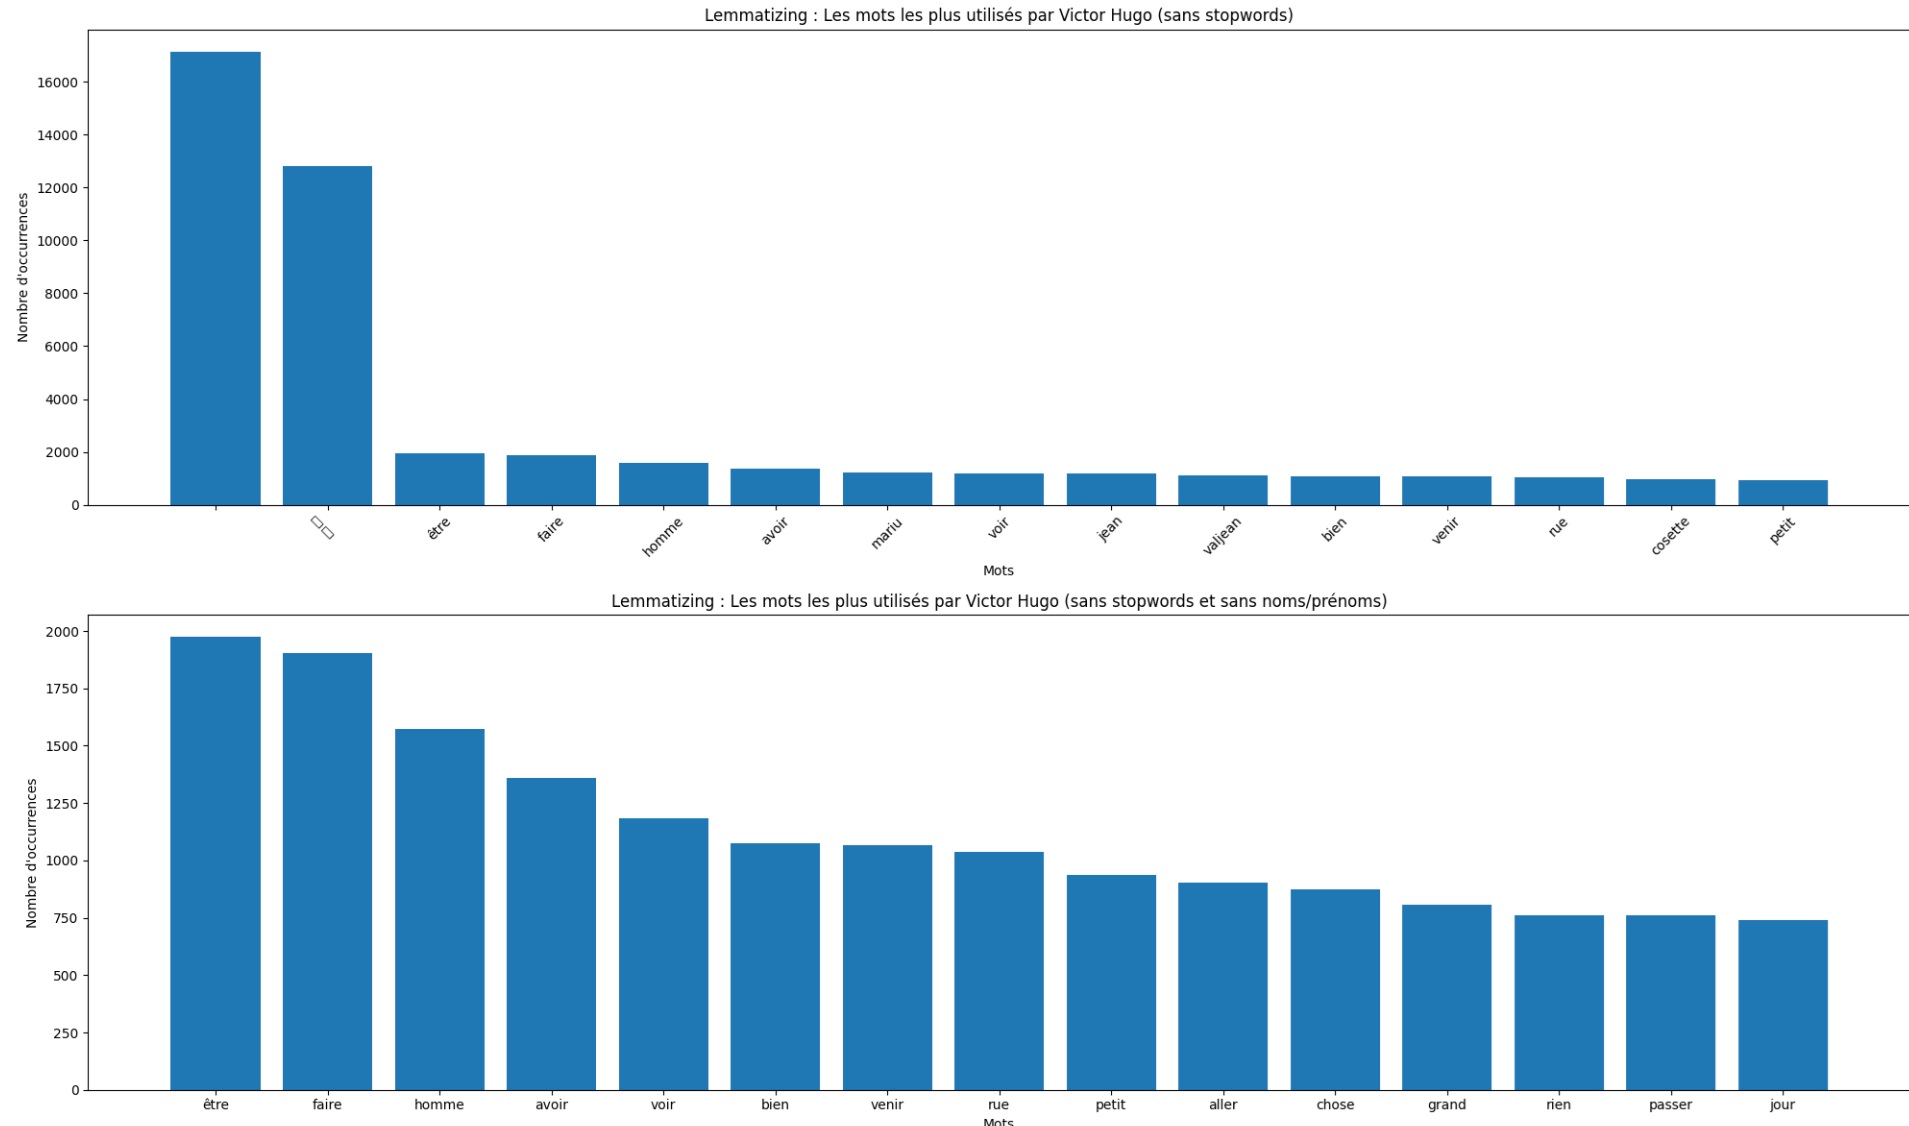 Lemmatizing : Les mots les plus utilisés par Victor Hugo (sans stopwords)
Nombre d'occurrences
16000
14000
12000
10000
8000
6000
4000
2000
0
être
faire
homme
avoir
mariu
voir
jean
valjean
bien
venir
rue
cosette
petit
Mots
Lemmatizing : Les mots les plus utilisés par Victor Hugo (sans stopwords et sans noms/prénoms)
Nombre d'occurrences
2000
1750
1500
1250
1000
750
500
250
0
être faire homme avoir voir bien venir rue petit aller chose grand rien passer jour
Mots